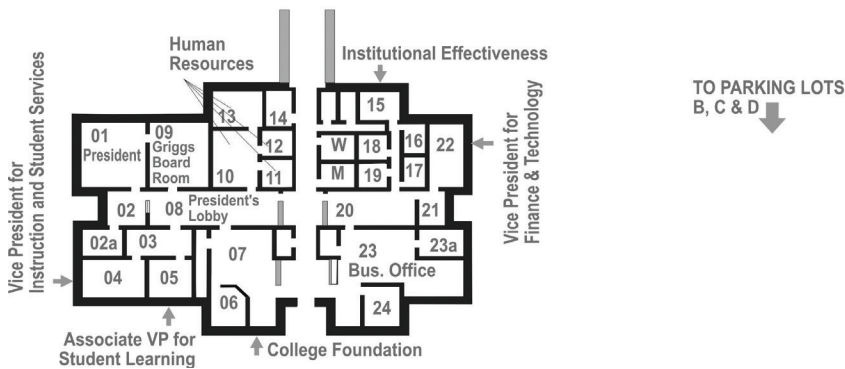 Human
Resources
Institutional Effectiveness
TO PARKING LOTS
B, C & D
Vice President for
Instruction and Student Services
01
President
09
Griggs
Board
Room
13
14
12
10
11
15
W
M
18
19
16
17
22
Vice President for
Finance & Technology
02
08
President's
Lobby
20
21
02a
03
04
05
07
06
23
Bus. Office
23a
24
Associate VP for
Student Learning
College Foundation